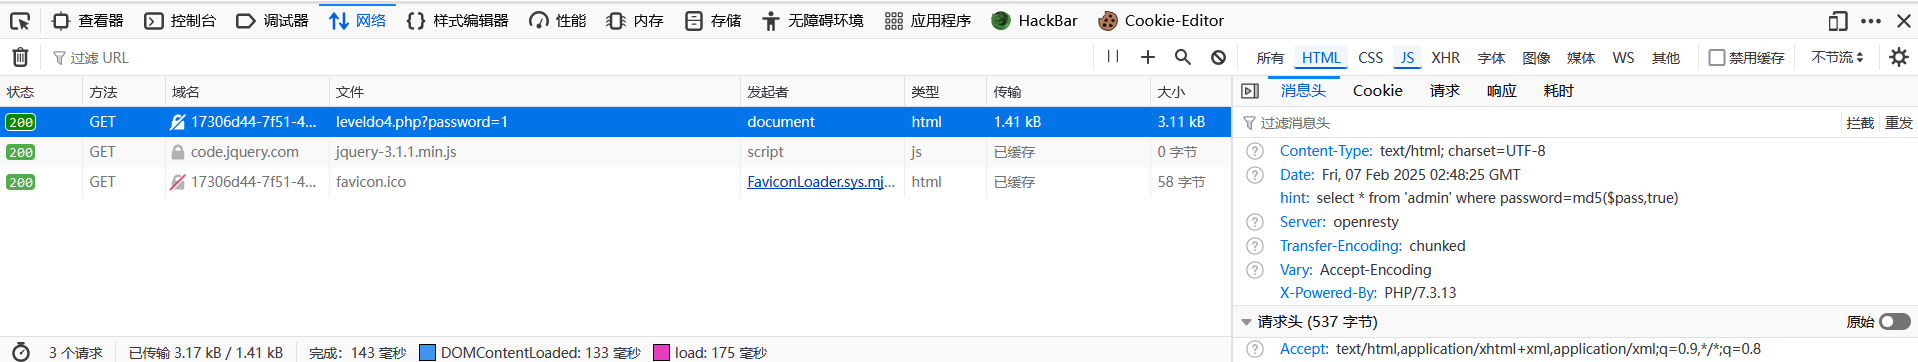 查看器 控制台 调试器 网络 样式编辑器 性能 内存 存储 无障碍环境 应用程序 HackBar Cookie-Editor
过滤 URL 所有 HTML CSS JS XHR 字体 图像 媒体 WS 其他 禁用缓存 不节流
状态 方法 域名 文件 发起者 类型 传输 大小
200 GET 17306d44-7f51-4... leveldo4.php?password=1 document html 1.41 kB 3.11 kB
200 GET code.jquery.com jquery-3.1.1.min.js script js 已缓存 0 字节
200 GET 17306d44-7f51-4... favicon.ico FaviconLoader.sys.mj... html 已缓存 58 字节
消息头 Cookie 请求 响应 耗时
过滤消息头 拦截 重发
Content-Type: text/html; charset=UTF-8
Date: Fri, 07 Feb 2025 02:48:25 GMT
hint: select * from 'admin' where password=md5($pass,true)
Server: openresty
Transfer-Encoding: chunked
Vary: Accept-Encoding
X-Powered-By: PHP/7.3.13
请求头 (537 字节) 原始
Accept: text/html,application/xhtml+xml,application/xml;q=0.9,*/*;q=0.8
3 个请求 已传输 3.17 kB / 1.41 kB 完成: 143 毫秒 DOMContentLoaded: 133 毫秒 load: 175 毫秒